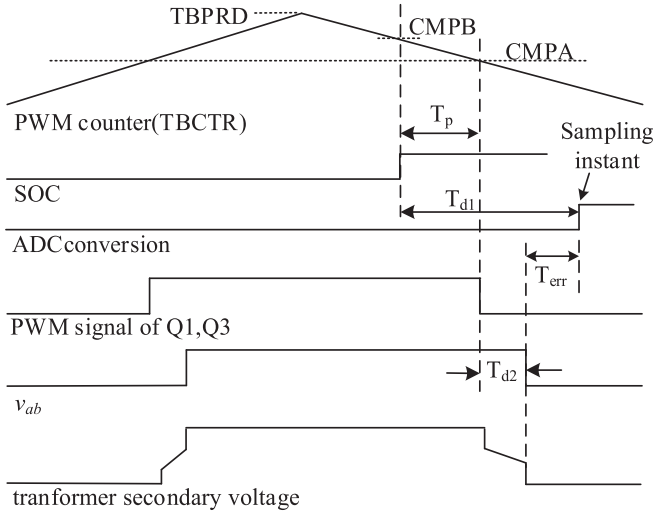 TBPRD
CMPB
CMPA
PWM counter(TBCTR)
Tp
Sampling
instant
SOC
Td1
ADCconversion
Terr
PWM signal of Q1,Q3
Td2
vab
tranformer secondary voltage